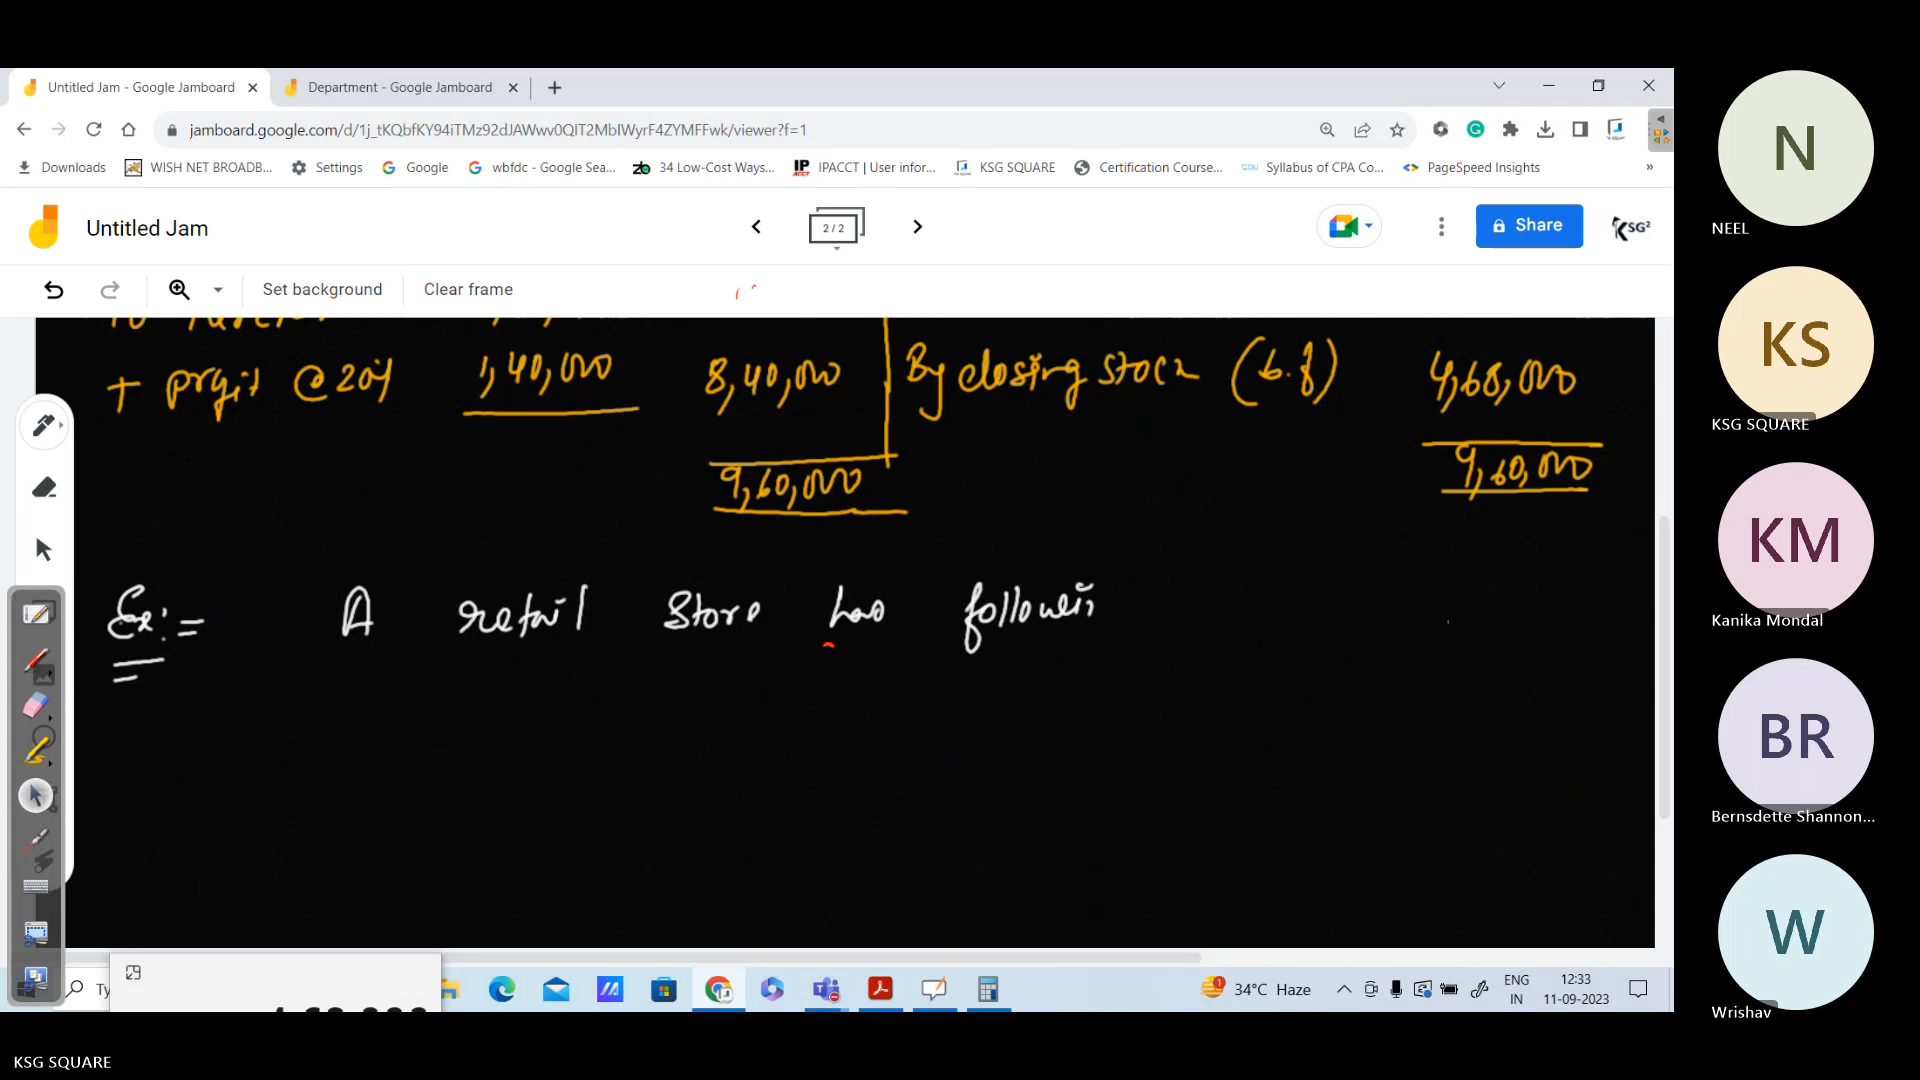 Untitled Jam - Google Jamboard
Department - Google Jamboard
jamboard.google.com/d/1j_tKQbfKY94iTMz92dJAWwv0QIT2MbIWyrF4ZYMFFwk/viewer?f=1
Downloads
WISH NET BROADB...
Settings
Google
wbfdc - Google Sea...
34 Low-Cost Ways...
IPACCT | User infor...
KSG SQUARE
Certification Course...
Syllabus of CPA Co...
PageSpeed Insights
»
Untitled Jam
2 / 2
Share
KSG²
Set background
Clear frame
+ profit @ 20% 1,40,000 8,40,000 By closing stock (b.f) 4,68,000
9,60,000 9,60,000
Ex:= A retail store has followin
34°C Haze
ENG
IN
12:33
11-09-2023
N
NEEL
KS
KSG SQUARE
KM
Kanika Mondal
BR
Bernsdette Shannon...
W
Wrishav
KSG SQUARE